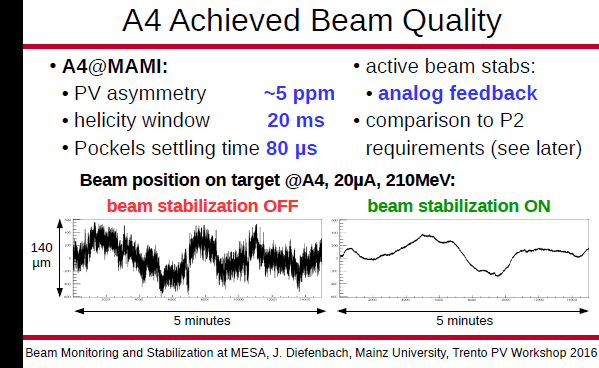 A4 Achieved Beam Quality
• A4@MAMI:
• PV asymmetry ~5 ppm
• helicity window 20 ms
• Pockels settling time 80 µs
• active beam stabs:
• analog feedback
• comparison to P2
requirements (see later)
Beam position on target @A4, 20µA, 210MeV:
beam stabilization OFF
beam stabilization ON
140
µm
5 minutes
5 minutes
Beam Monitoring and Stabilization at MESA, J. Diefenbach, Mainz University, Trento PV Workshop 2016